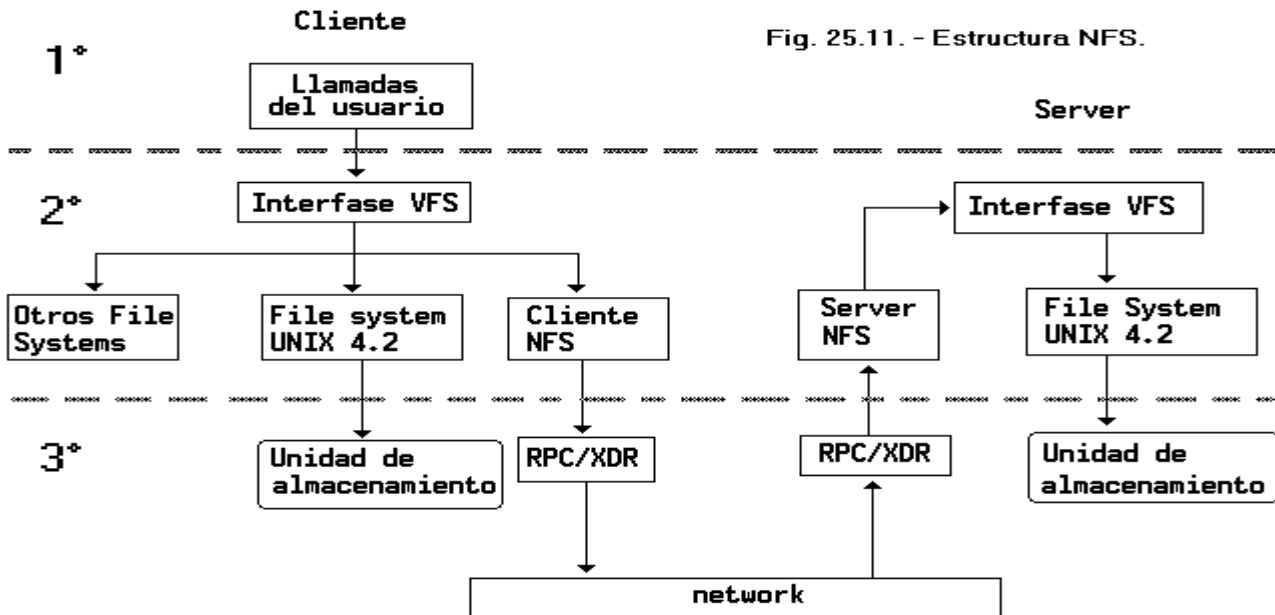 Cliente
Fig. 25.11. - Estructura NFS.
1°
Llamadas
del usuario
Server
2°
Interfase VFS
Interfase VFS
Otros File
Systems
File system
UNIX 4.2
Cliente
NFS
Server
NFS
File System
UNIX 4.2
3°
Unidad de
almacenamiento
RPC/XDR
RPC/XDR
Unidad de
almacenamiento
network